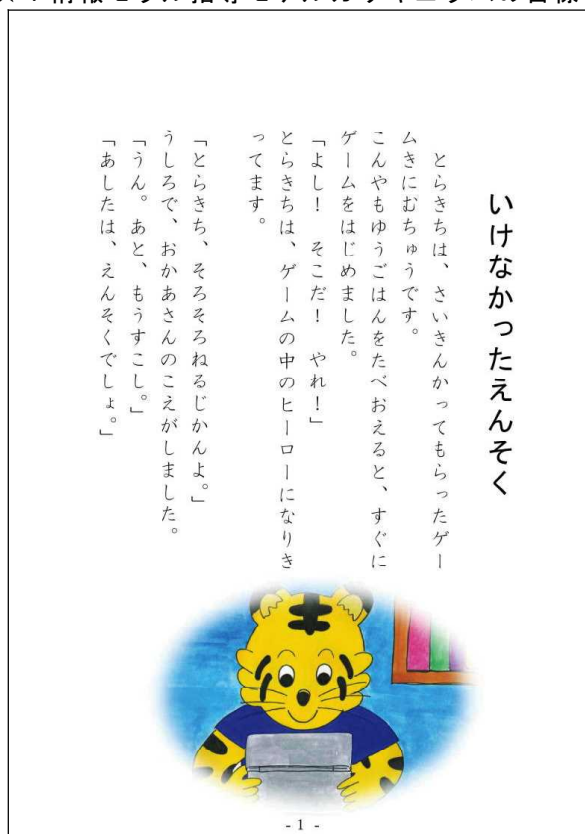 いけなかったえんそく
とらきちは、さいきんかってもらったゲー
ムきにむちゅうです。
こんやもゆうごはんをたべおえると、すぐに
ゲームをはじめました。
「よし！　そこだ！　やれ！」
とらきちは、ゲームの中のヒーローになりき
ってます。
「とらきち、そろそろねるじかんよ。」
うしろで、おかあさんのこえがしました。
「うん。あと、もうすこし。」
「あしたは、えんそくでしょ。」
- 1 -